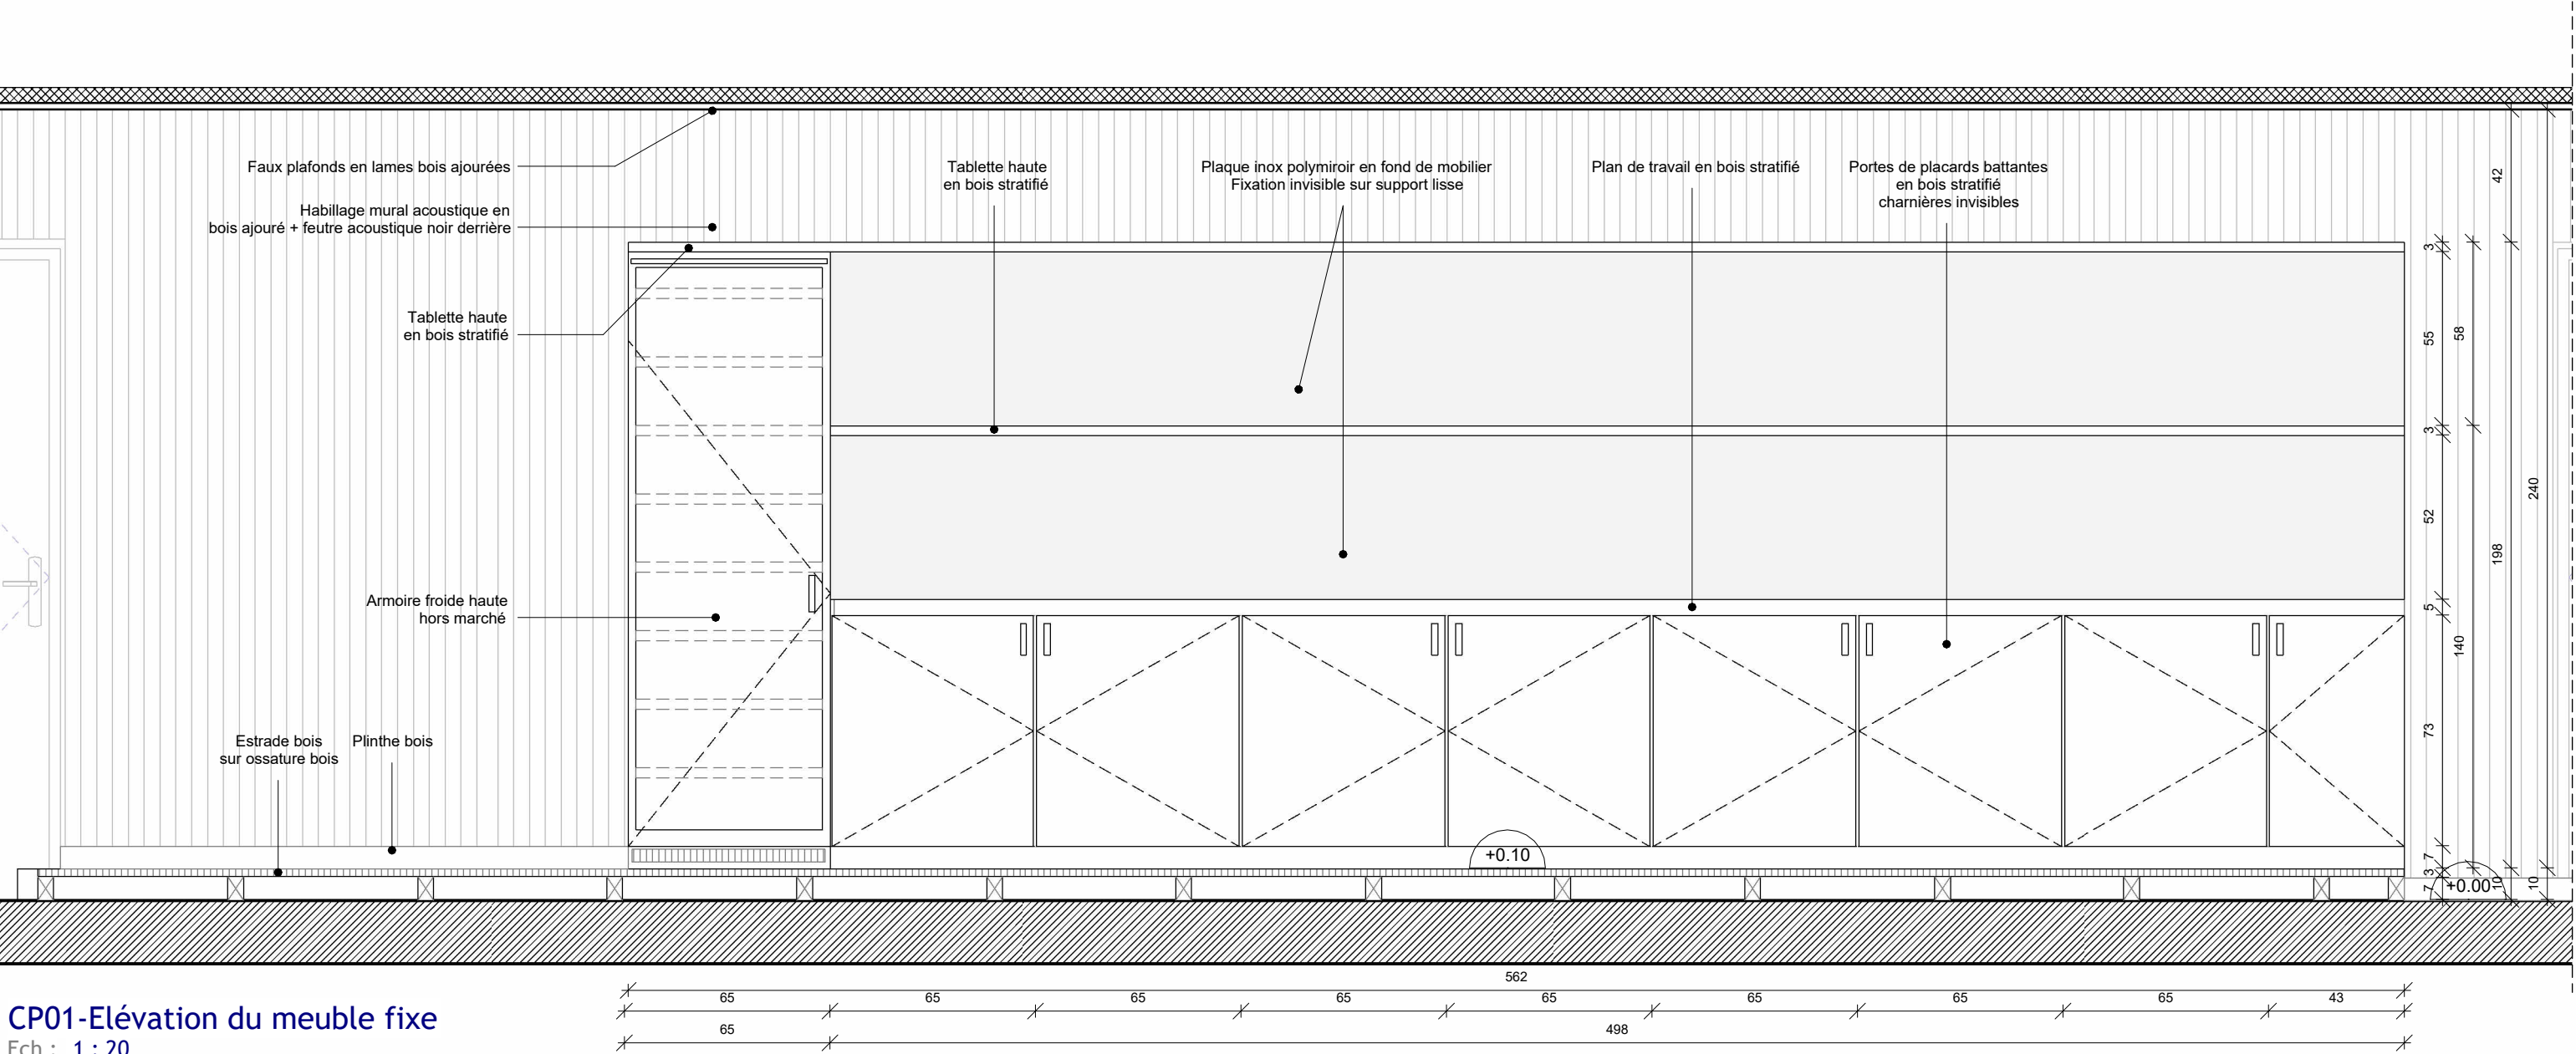 Faux plafonds en lames bois ajourées
Habillage mural acoustique en
bois ajouré + feutre acoustique noir derrière
Tablette haute
en bois stratifié
Plaque inox polymiroir en fond de mobilier
Fixation invisible sur support lisse
Plan de travail en bois stratifié
Portes de placards battantes
en bois stratifié
charnières invisibles
Tablette haute
en bois stratifié
Armoire froide haute
hors marché
Estrade bois
sur ossature bois
Plinthe bois
+0.10
+0.00
42
3
55
58
3
240
52
198
5
140
73
7
3
7
10
10
562
65
65
65
65
65
65
65
65
43
65
498
CP01-Elévation du meuble fixe
Ech : 1 : 20